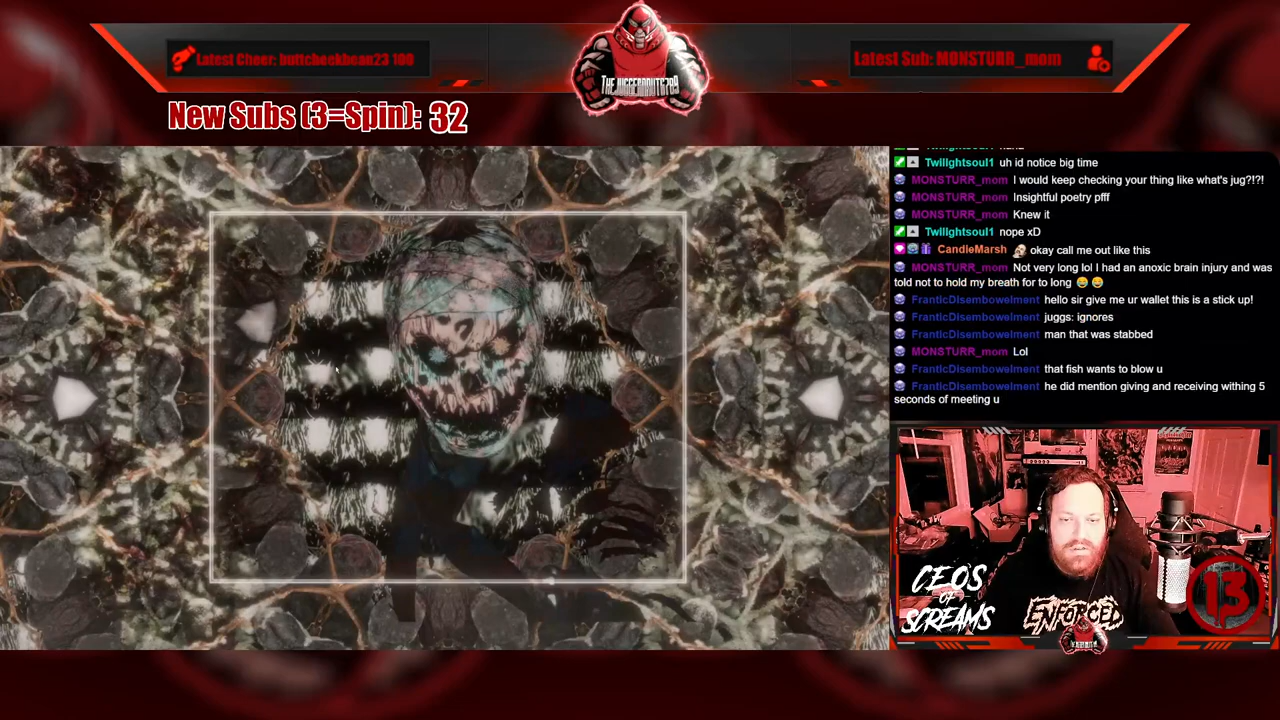 Latest Cheer: buttcheekbean23 100
THEJUGGERNAUT6789
Latest Sub: MONSTURR_mom
New Subs (3=Spin): 32
Twilightsoul1 uh id notice big time
MONSTURR_mom I would keep checking your thing like what's jug?!?!
MONSTURR_mom Insightful poetry pfff
MONSTURR_mom Knew it
Twilightsoul1 nope xD
CandieMarsh okay call me out like this
MONSTURR_mom Not very long lol I had an anoxic brain injury and was
told not to hold my breath for to long
FranticDisembowelment hello sir give me ur wallet this is a stick up!
FranticDisembowelment juggs: ignores
FranticDisembowelment man that was stabbed
MONSTURR_mom Lol
FranticDisembowelment that fish wants to blow u
FranticDisembowelment he did mention giving and receiving withing 5
seconds of meeting u
CEOS
OF
SCREAMS
ENFORCED
13